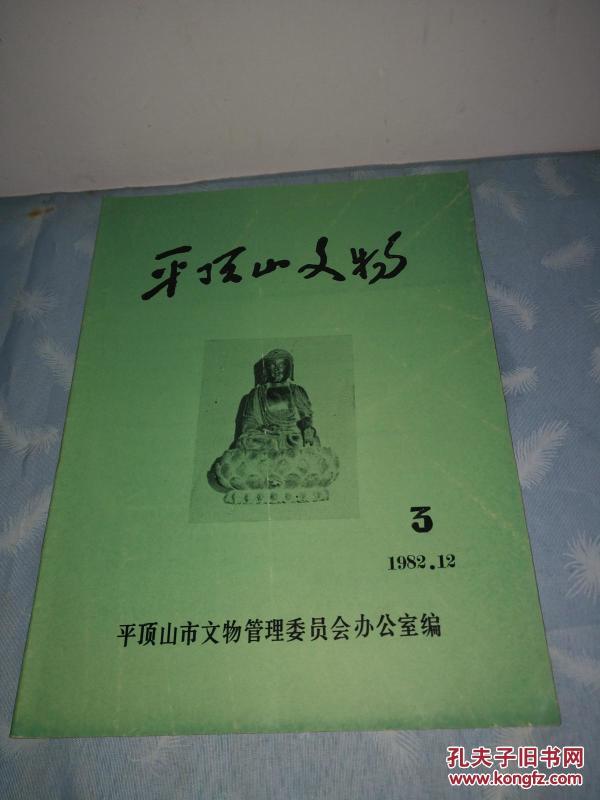 平顶山文物
3
1982.12
平顶山市文物管理委员会办公室编
孔夫子旧书网
www.kongfz.com